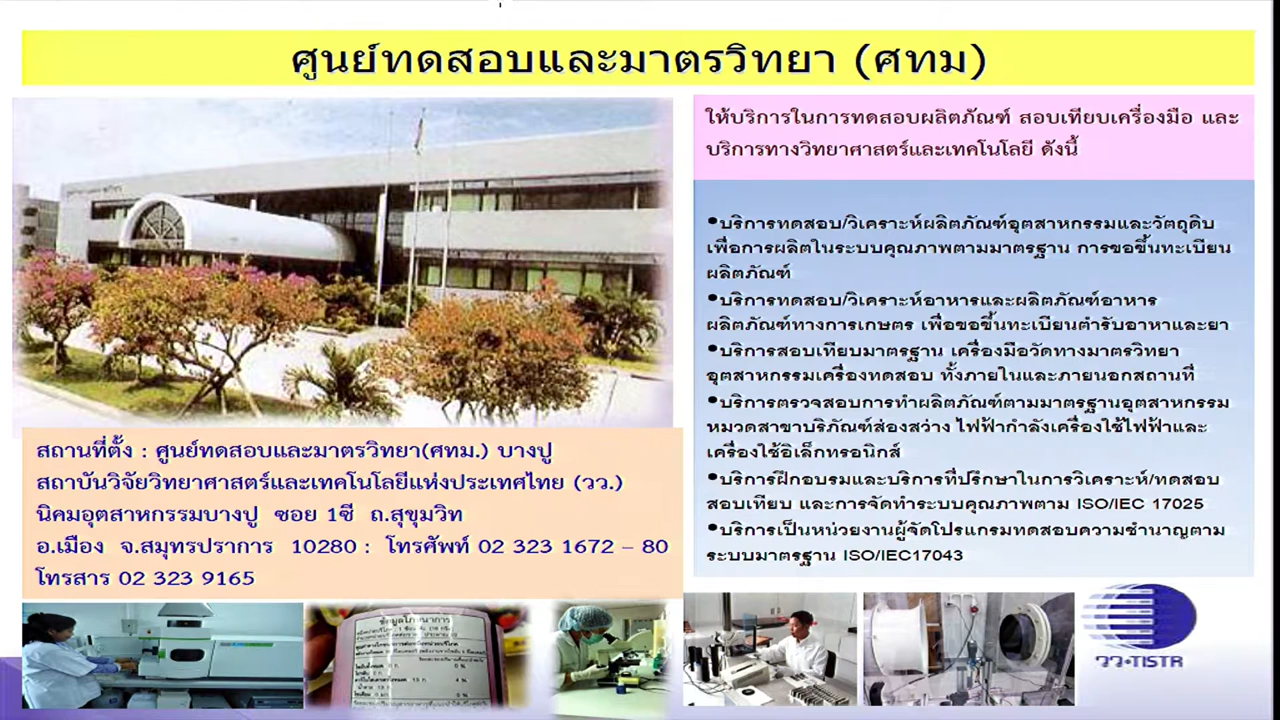 ศูนย์ทดสอบและมาตรวิทยา (ศทม)
ให้บริการในการทดสอบผลิตภัณฑ์ สอบเทียบเครื่องมือ และ
บริการทางวิทยาศาสตร์และเทคโนโลยี ดังนี้
•บริการทดสอบ/วิเคราะห์ผลิตภัณฑ์อุตสาหกรรมและวัตถุดิบ
เพื่อการผลิตในระบบคุณภาพตามมาตรฐาน การขอขึ้นทะเบียน
ผลิตภัณฑ์
•บริการทดสอบ/วิเคราะห์อาหารและผลิตภัณฑ์อาหาร
ผลิตภัณฑ์ทางการเกษตร เพื่อขอขึ้นทะเบียนตำรับอาหาและยา
•บริการสอบเทียบมาตรฐาน เครื่องมือวัดทางมาตรวิทยา
อุตสาหกรรมเครื่องทดสอบ ทั้งภายในและภายนอกสถานที่
•บริการตรวจสอบการทำผลิตภัณฑ์ตามมาตรฐานอุตสาหกรรม
หมวดสาขาบริภัณฑ์ส่องสว่าง ไฟฟ้ากำลังเครื่องใช้ไฟฟ้าและ
เครื่องใช้อิเล็กทรอนิกส์
•บริการฝึกอบรมและบริการที่ปรึกษาในการวิเคราะห์/ทดสอบ
สอบเทียบ และการจัดทำระบบคุณภาพตาม ISO/IEC 17025
•บริการเป็นหน่วยงานผู้จัดโปรแกรมทดสอบความชำนาญตาม
ระบบมาตรฐาน ISO/IEC17043
สถานที่ตั้ง : ศูนย์ทดสอบและมาตรวิทยา(ศทม.) บางปู
สถาบันวิจัยวิทยาศาสตร์และเทคโนโลยีแห่งประเทศไทย (วว.)
นิคมอุตสาหกรรมบางปู ซอย 1ซี ถ.สุขุมวิท
อ.เมือง จ.สมุทรปราการ 10280 : โทรศัพท์ 02 323 1672 – 80
โทรสาร 02 323 9165
ข้อมูลโภชนาการ
วว•TISTR